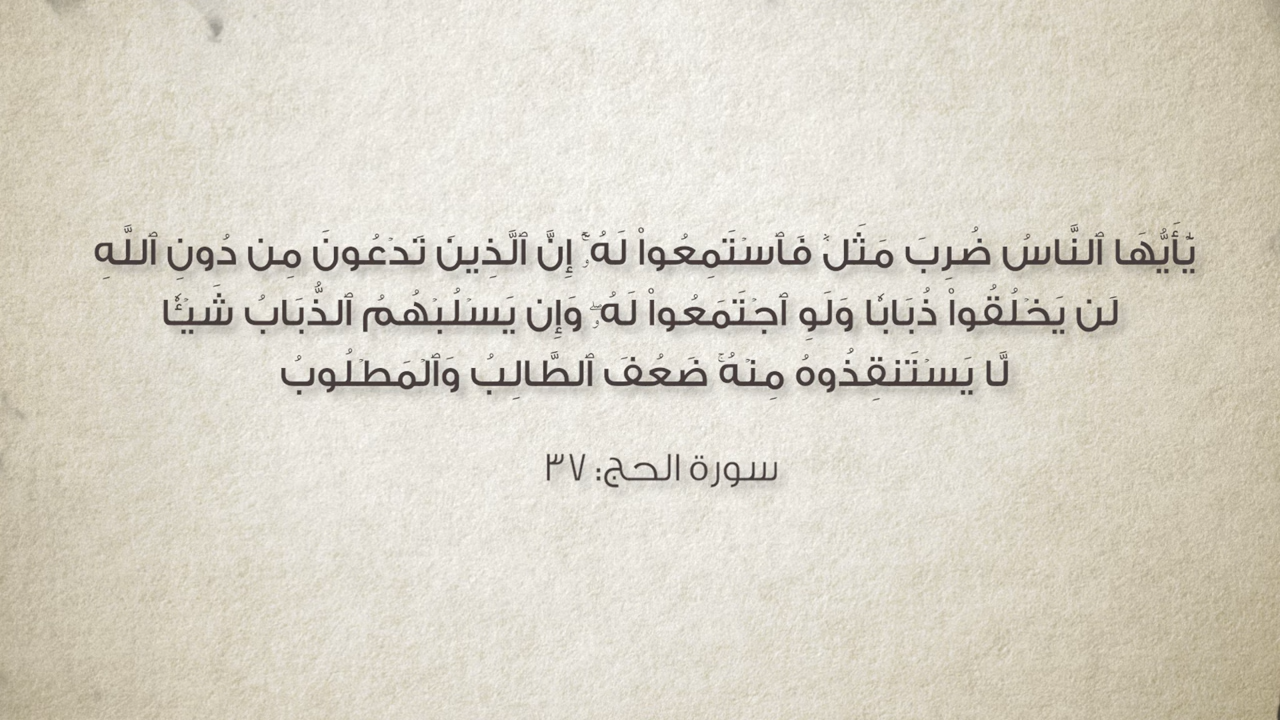 يَٰٓأَيُّهَا ٱلنَّاسُ ضُرِبَ مَثَلٞ فَٱسۡتَمِعُواْ لَهُۥٓۚ إِنَّ ٱلَّذِينَ تَدۡعُونَ مِن دُونِ ٱللَّهِ
لَن يَخۡلُقُواْ ذُبَابٗا وَلَوِ ٱجۡتَمَعُواْ لَهُۥۖ وَإِن يَسۡلُبۡهُمُ ٱلذُّبَابُ شَيۡـٔٗا
لَّا يَسۡتَنقِذُوهُ مِنۡهُۚ ضَعُفَ ٱلطَّالِبُ وَٱلۡمَطۡلُوبُ
سورة الحج: ٣٧